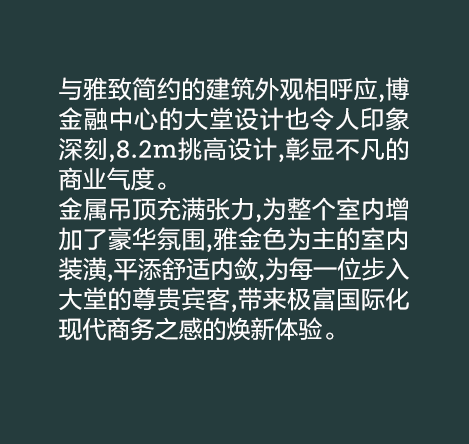 与雅致简约的建筑外观相呼应,博
金融中心的大堂设计也令人印象
深刻,8.2m挑高设计,彰显不凡的
商业气度。
金属吊顶充满张力,为整个室内增
加了豪华氛围,雅金色为主的室内
装潢,平添舒适内敛,为每一位步入
大堂的尊贵宾客,带来极富国际化
现代商务之感的焕新体验。